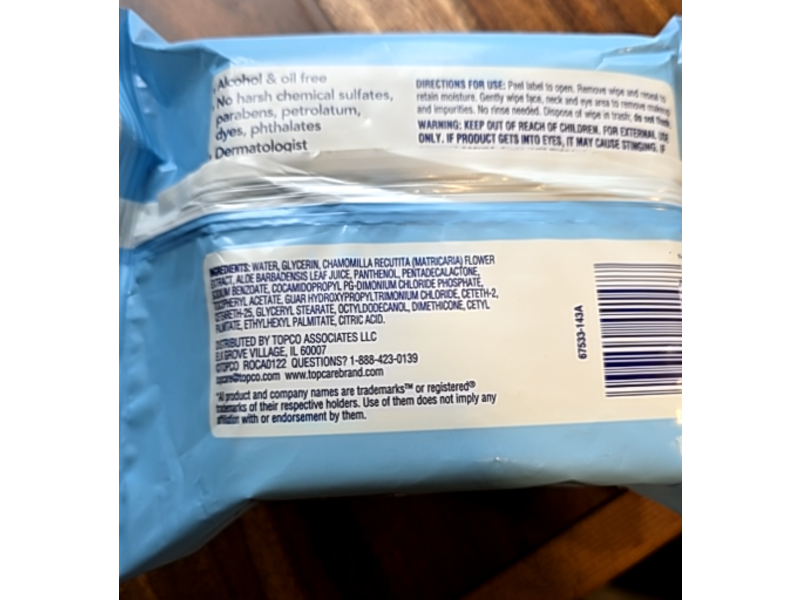 Alcohol & oil free
No harsh chemical sulfates,
parabens, petrolatum,
dyes, phthalates
Dermatologist
DIRECTIONS FOR USE: Peel label to open. Remove wipe and reseal to
retain moisture. Gently wipe face, neck and eye area to remove makeup
and impurities. No rinse needed. Dispose of wipe in trash; do not flush.
WARNING: KEEP OUT OF REACH OF CHILDREN. FOR EXTERNAL USE
ONLY. IF PRODUCT GETS INTO EYES, IT MAY CAUSE STINGING. IF
INGREDIENTS: WATER, GLYCERIN, CHAMOMILLA RECUTITA (MATRICARIA) FLOWER
EXTRACT, ALOE BARBADENSIS LEAF JUICE, PANTHENOL, PENTADECALACTONE,
SODIUM BENZOATE, COCAMIDOPROPYL PG-DIMONIUM CHLORIDE PHOSPHATE,
TOCOPHERYL ACETATE, GUAR HYDROXYPROPYLTRIMONIUM CHLORIDE, CETETH-2,
CETEARETH-25, GLYCERYL STEARATE, OCTYLDODECANOL, DIMETHICONE, CETYL
PALMITATE, ETHYLHEXYL PALMITATE, CITRIC ACID.
DISTRIBUTED BY TOPCO ASSOCIATES LLC
ELK GROVE VILLAGE, IL 60007
©TOPCO ROCA0122 QUESTIONS? 1-888-423-0139
topcare@topco.com www.topcarebrand.com
*All product and company names are trademarks™ or registered®
trademarks of their respective holders. Use of them does not imply any
affiliation with or endorsement by them.
67533-143A